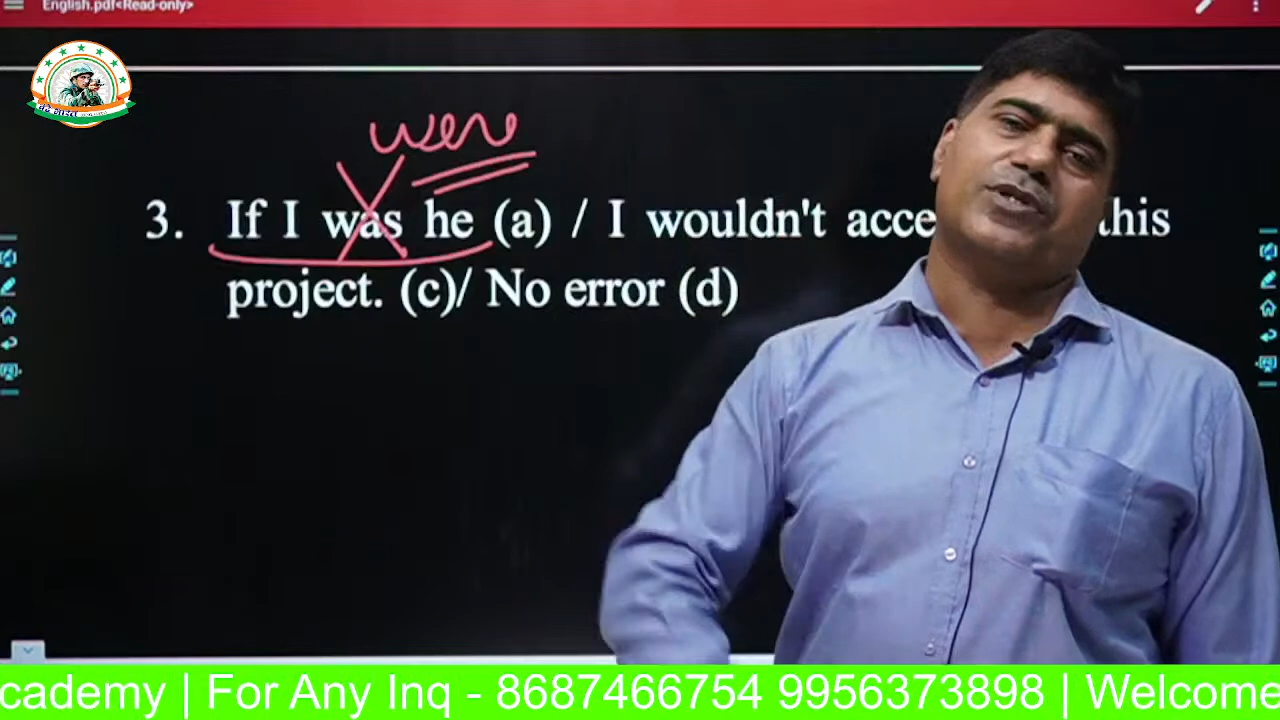 English.pdf<Read-only>
were
3. If I was he (a) / I wouldn't this
project. (c)/ No error (d)
cademy | For Any Inq - 8687466754 9956373898 | Welcome